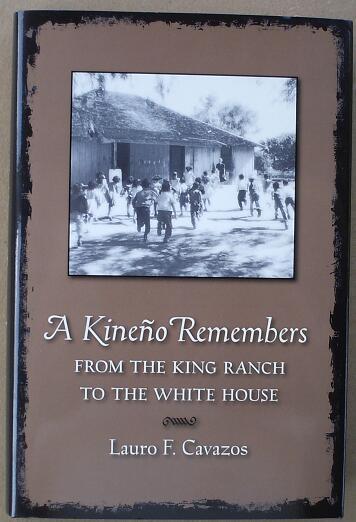 A Kineño Remembers
FROM THE KING RANCH
TO THE WHITE HOUSE
Lauro F. Cavazos